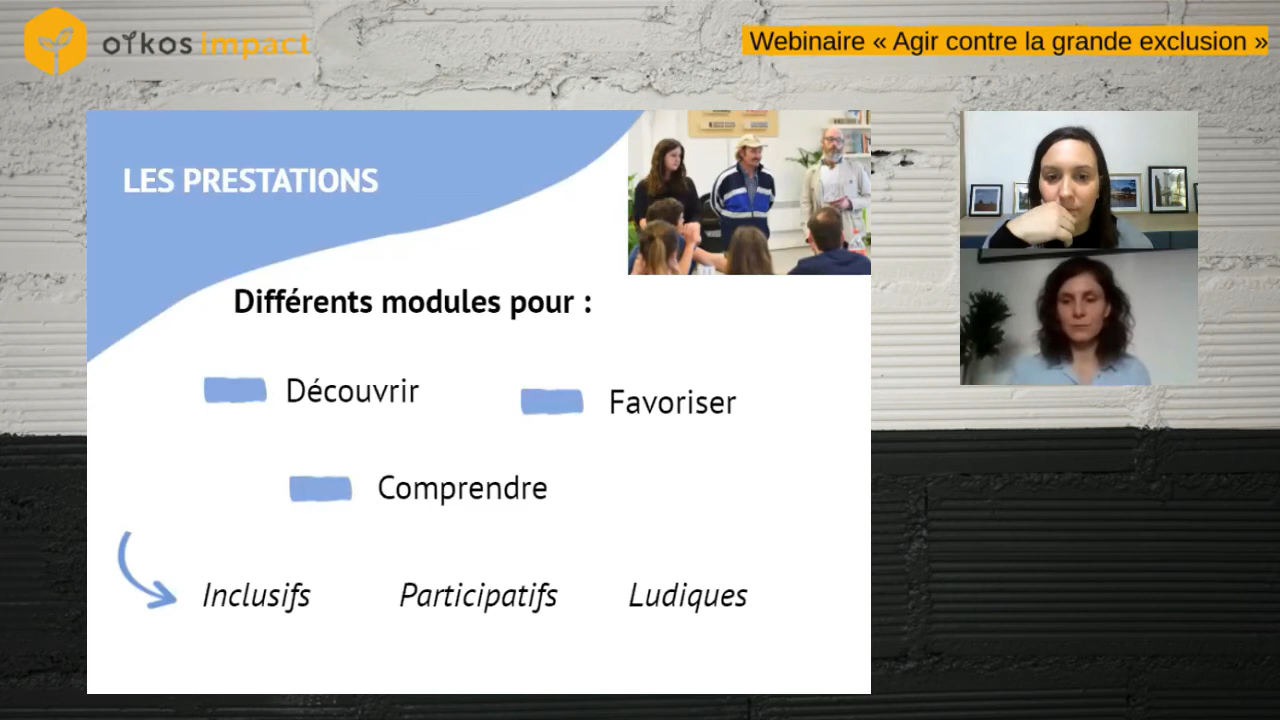 oikos impact
Webinaire « Agir contre la grande exclusion »
LES PRESTATIONS
Différents modules pour :
Découvrir
Favoriser
Comprendre
Inclusifs Participatifs Ludiques